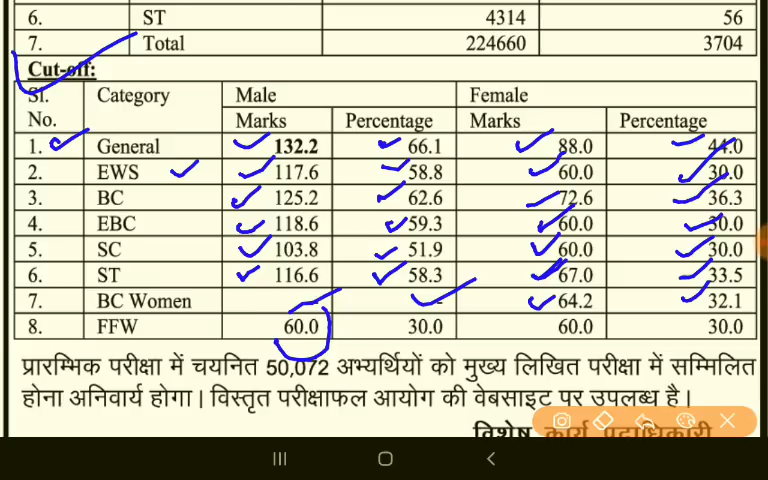 6. ST 4314 56
7. Total 224660 3704
Cut-off:
Sl. No. Category Male Female
Marks Percentage Marks Percentage
1. General 132.2 66.1 88.0 44.0
2. EWS 117.6 58.8 60.0 30.0
3. BC 125.2 62.6 72.6 36.3
4. EBC 118.6 59.3 60.0 30.0
5. SC 103.8 51.9 60.0 30.0
6. ST 116.6 58.3 67.0 33.5
7. BC Women - 64.2 32.1
8. FFW 60.0 30.0 60.0 30.0
प्रारम्भिक परीक्षा में चयनित 50,072 अभ्यर्थियों को मुख्य लिखित परीक्षा में सम्मिलित
होना अनिवार्य होगा। विस्तृत परीक्षाफल आयोग की वेबसाइट पर उपलब्ध है।
विशेष कार्य पदाधिकारी